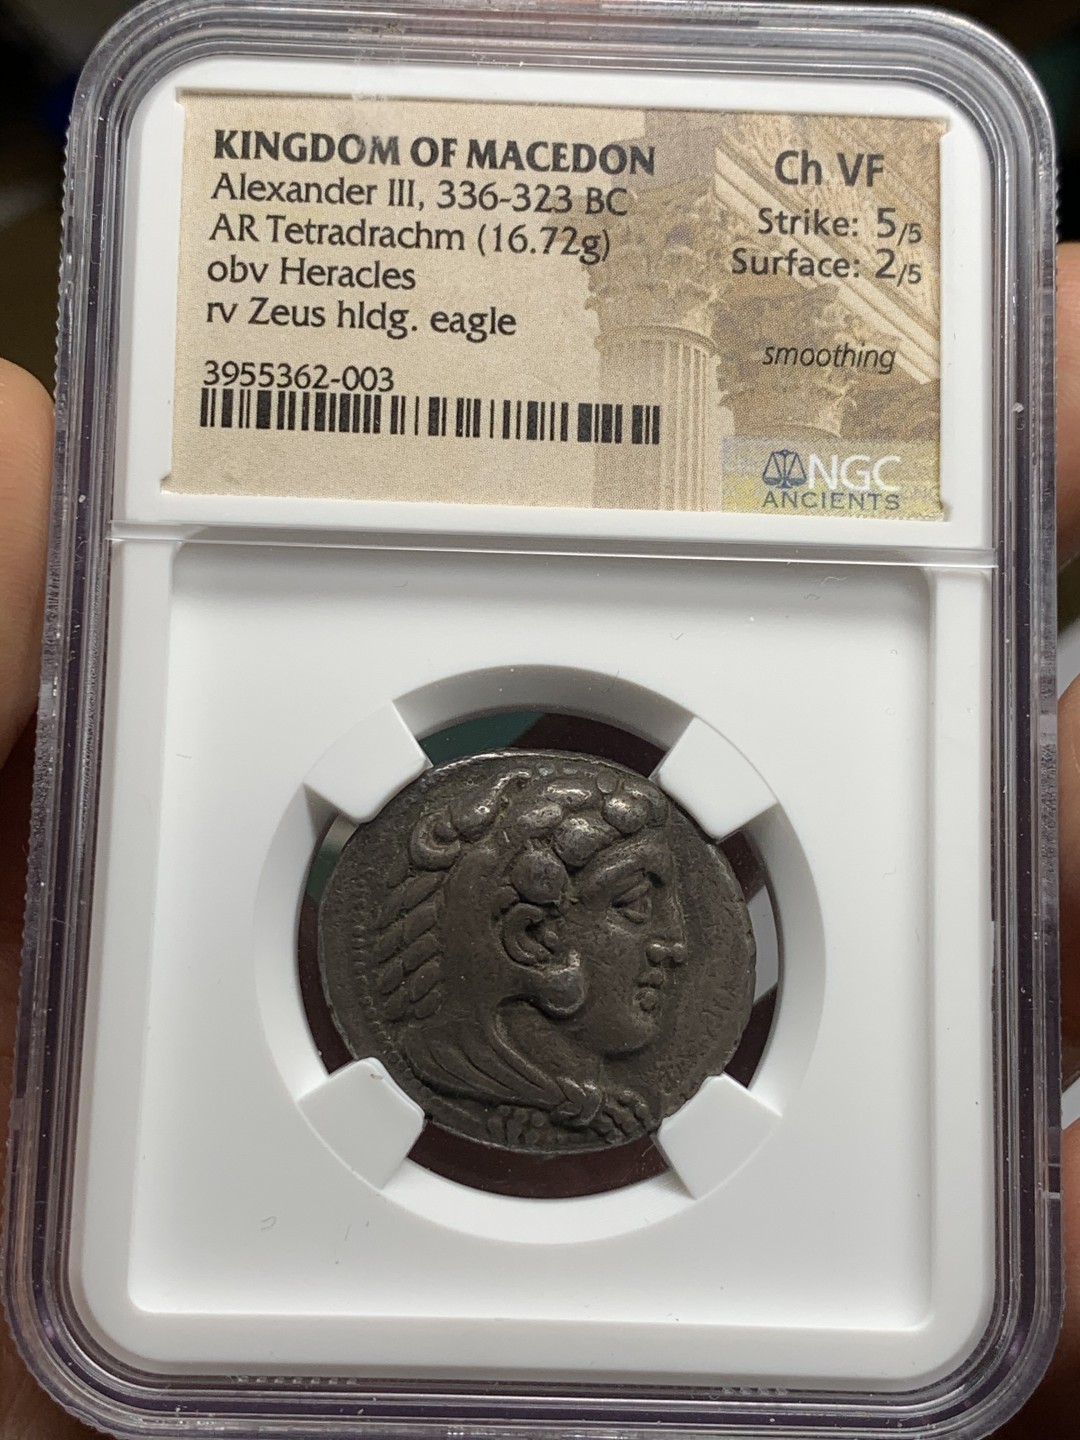 KINGDOM OF MACEDON
Alexander III, 336-323 BC
AR Tetradrachm (16.72g)
obv Heracles
rv Zeus hldg. eagle
3955362-003
Ch VF
Strike: 5/5
Surface: 2/5
smoothing
NGC
ANCIENTS